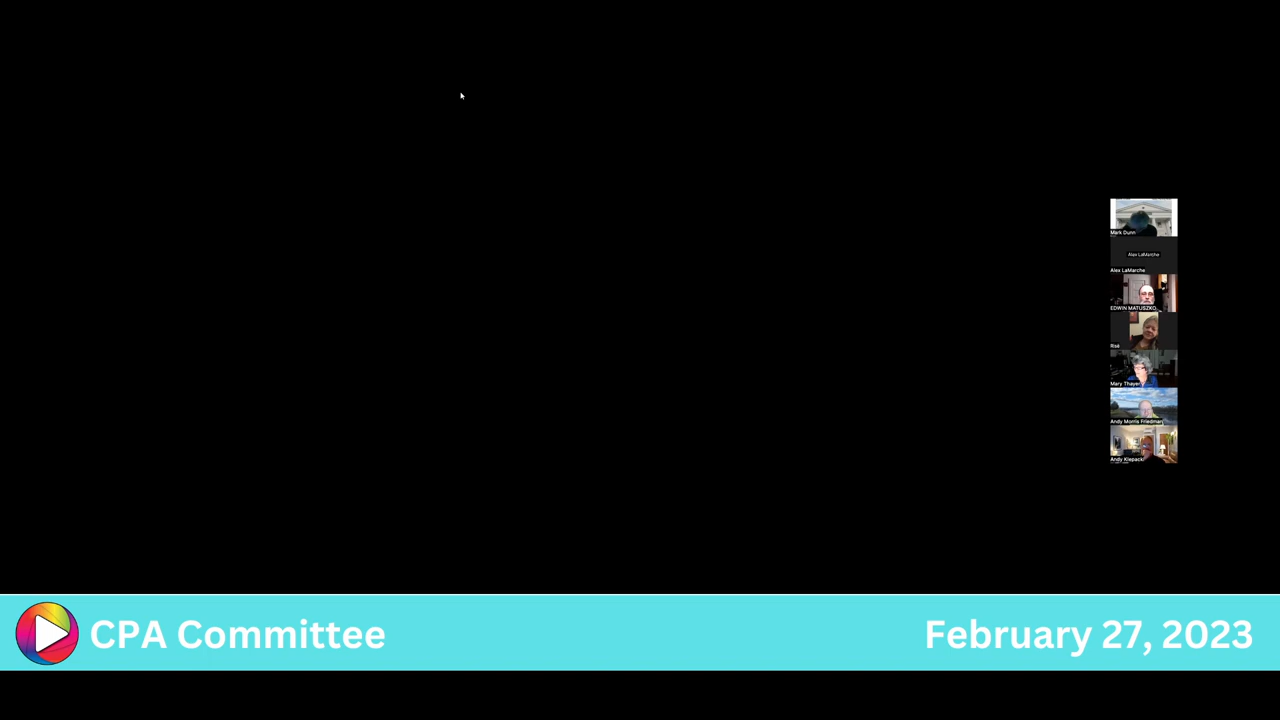 Mark Dunn
Alex LaMarche
Alex LaMarche
EDWIN MATUSZKO
Risë
Mary Thayer
Andy Morris Friedman
Andy Klepacki
CPA Committee
February 27, 2023